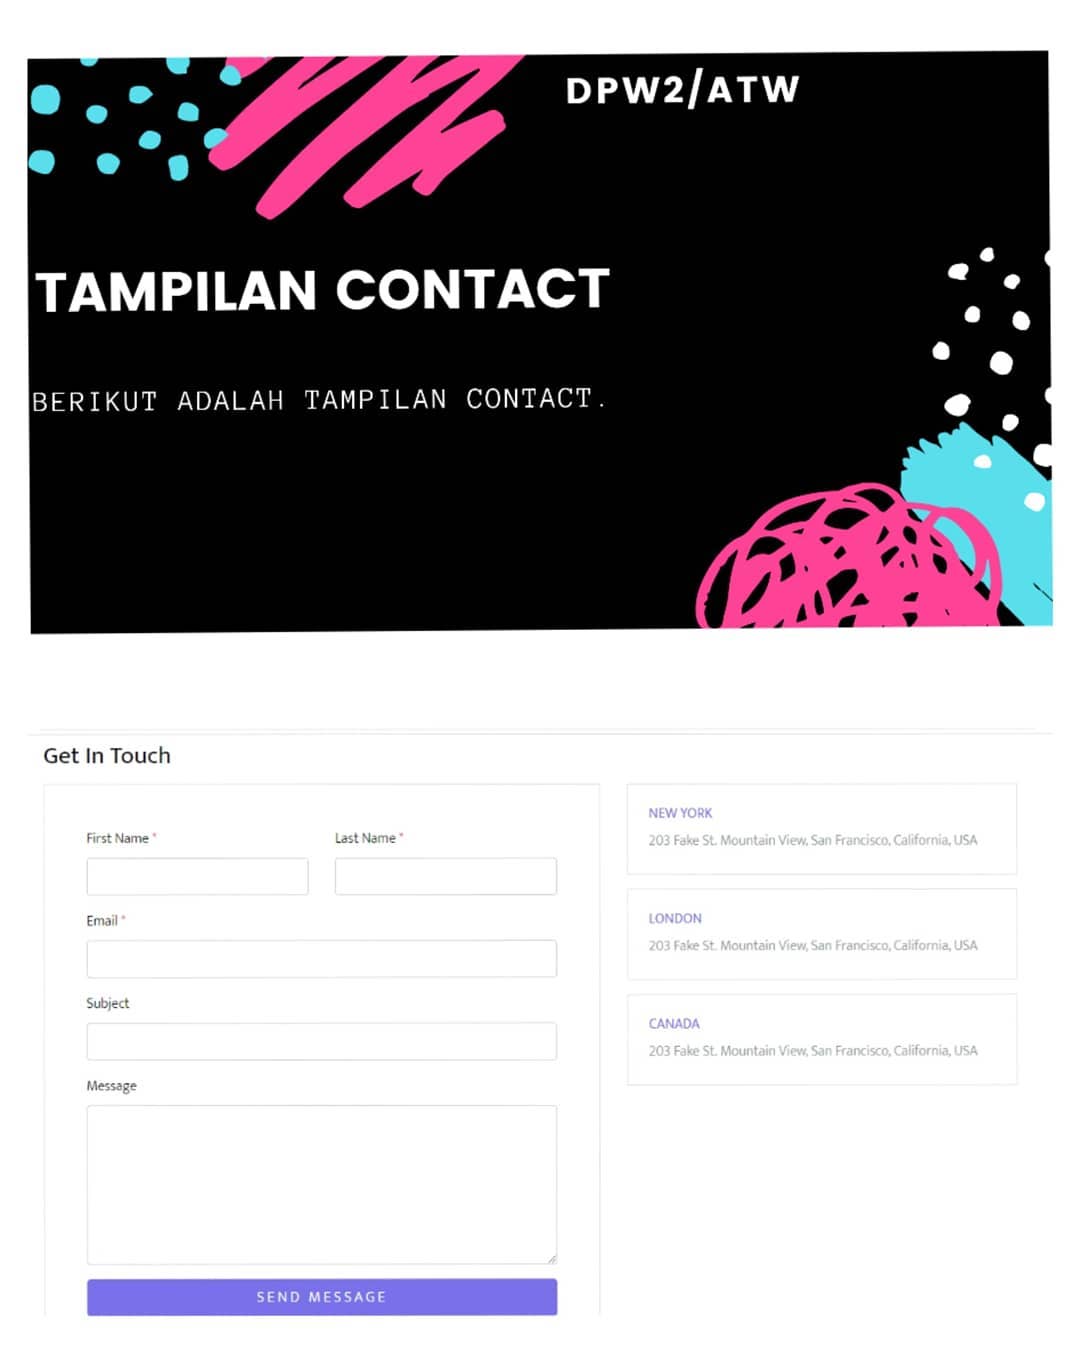 DPW2/ATW
TAMPILAN CONTACT
BERIKUT ADALAH TAMPILAN CONTACT.
Get In Touch
First Name * Last Name *
Email *
Subject
Message
SEND MESSAGE
NEW YORK
203 Fake St. Mountain View, San Francisco, California, USA
LONDON
203 Fake St. Mountain View, San Francisco, California, USA
CANADA
203 Fake St. Mountain View, San Francisco, California, USA